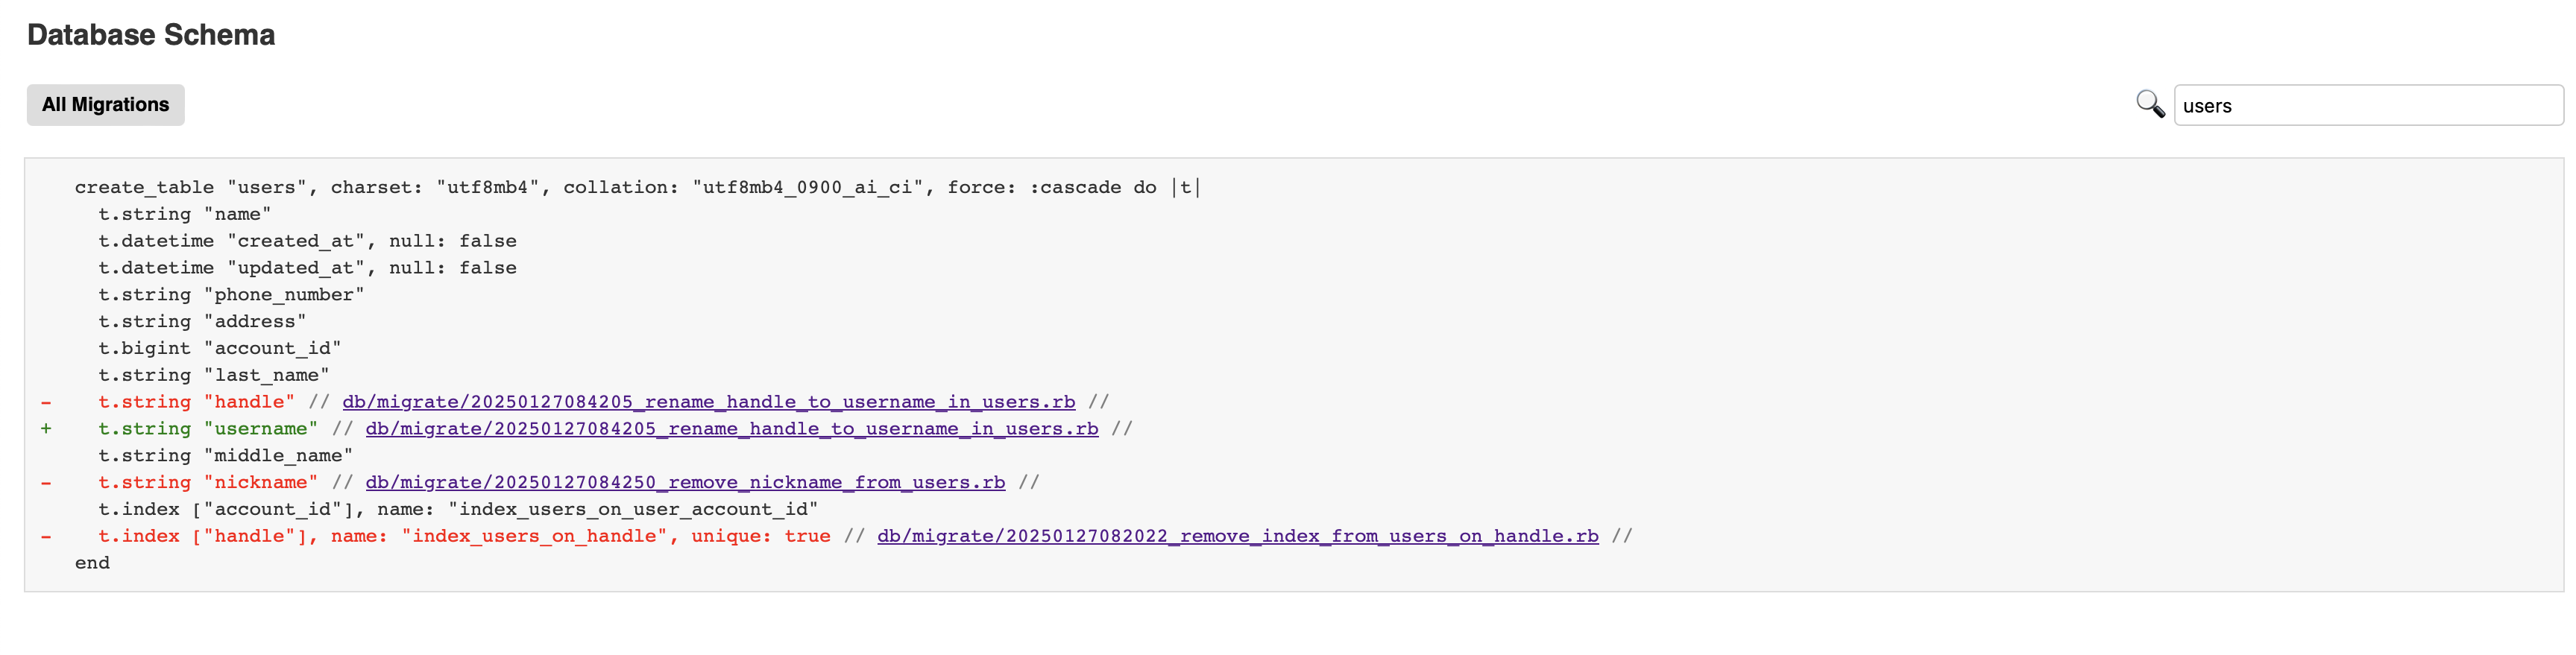 Database Schema
All Migrations
users
create_table "users", charset: "utf8mb4", collation: "utf8mb4_0900_ai_ci", force: :cascade do |t|
t.string "name"
t.datetime "created_at", null: false
t.datetime "updated_at", null: false
t.string "phone_number"
t.string "address"
t.bigint "account_id"
t.string "last_name"
- t.string "handle" // db/migrate/20250127084205_rename_handle_to_username_in_users.rb //
+ t.string "username" // db/migrate/20250127084205_rename_handle_to_username_in_users.rb //
t.string "middle_name"
- t.string "nickname" // db/migrate/20250127084250_remove_nickname_from_users.rb //
t.index ["account_id"], name: "index_users_on_user_account_id"
- t.index ["handle"], name: "index_users_on_handle", unique: true // db/migrate/20250127082022_remove_index_from_users_on_handle.rb //
end